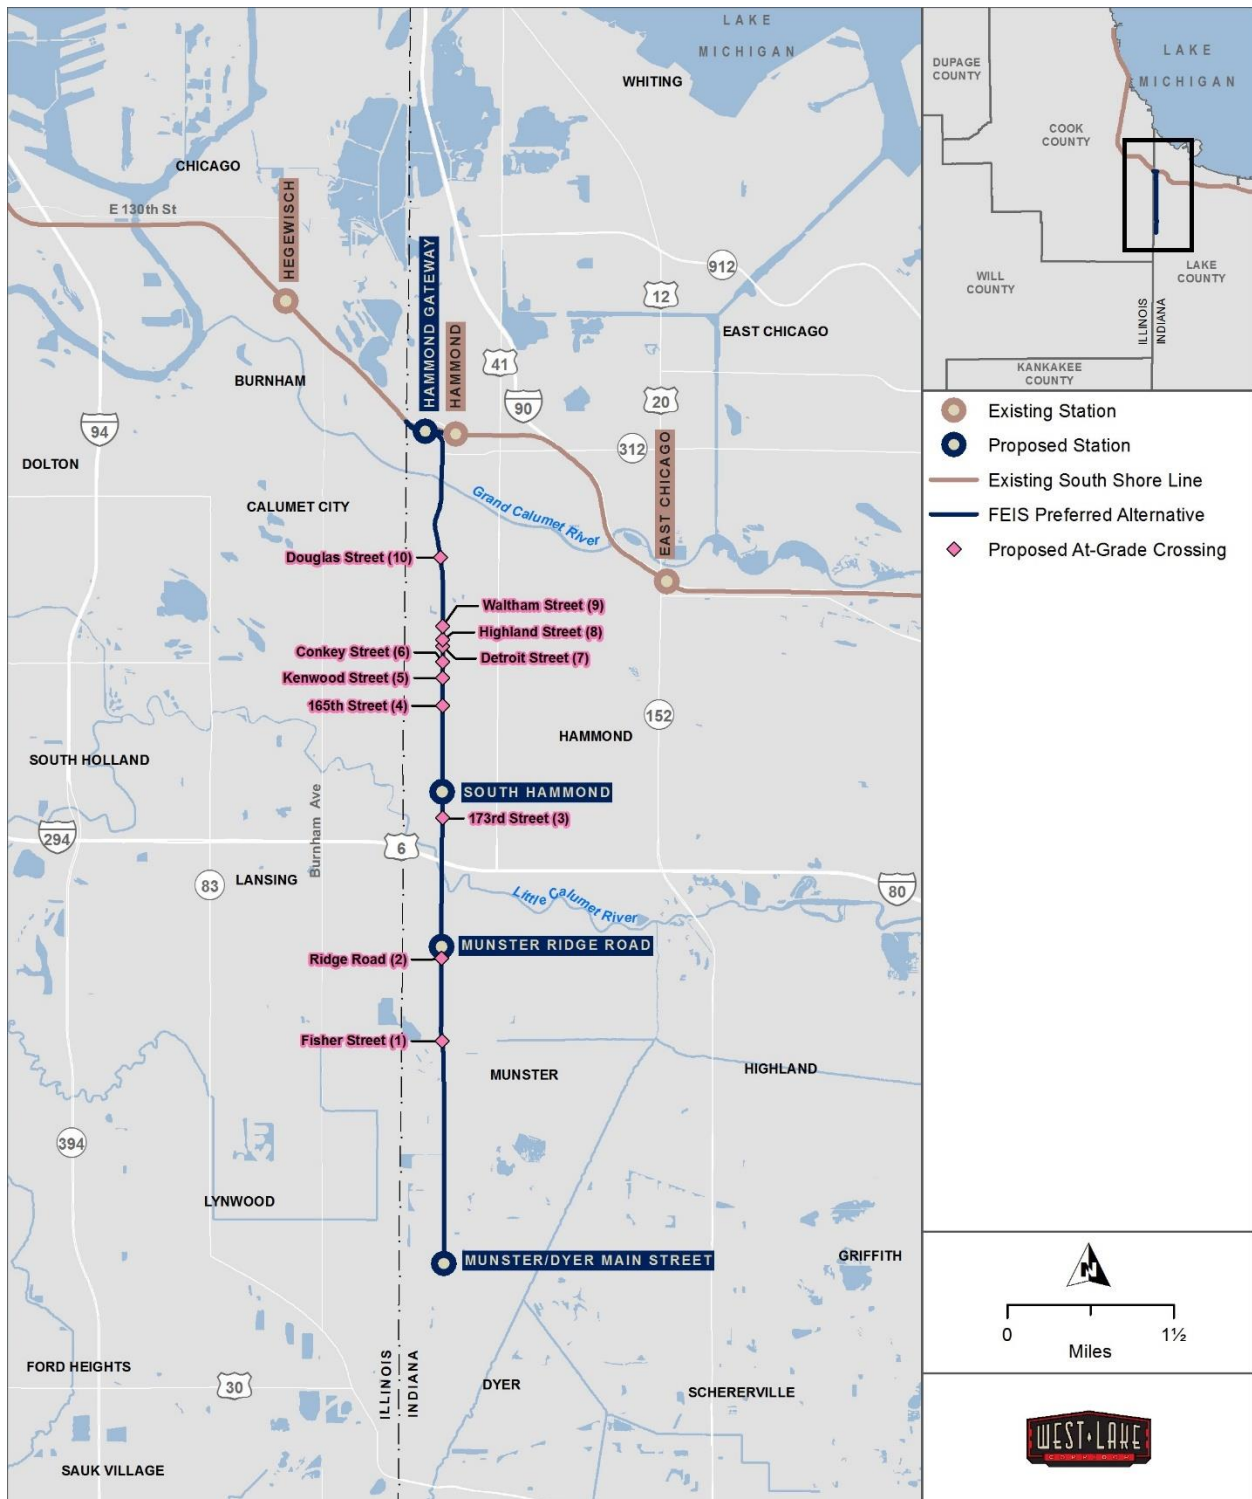 LAKE
MICHIGAN
WHITING
CHICAGO
E 130th St
HEGEWISCH
HAMMOND GATEWAY
HAMMOND
912
12
EAST CHICAGO
41
BURNHAM
90
20
94
312
EAST CHICAGO
DOLTON
CALUMET CITY
Grand Calumet River
Douglas Street (10)
Waltham Street (9)
Highland Street (8)
Conkey Street (6)
Detroit Street (7)
Kenwood Street (5)
165th Street (4)
152
HAMMOND
SOUTH HOLLAND
SOUTH HAMMOND
Burnham Ave
173rd Street (3)
294
6
LANSING
83
80
Little Calumet River
MUNSTER RIDGE ROAD
Ridge Road (2)
Fisher Street (1)
MUNSTER
HIGHLAND
394
LYNWOOD
MUNSTER/DYER MAIN STREET
GRIFFITH
FORD HEIGHTS
30
ILLINOIS
INDIANA
DYER
SCHERERVILLE
SAUK VILLAGE
LAKE
MICHIGAN
DUPAGE
COUNTY
COOK
COUNTY
WILL
COUNTY
LAKE
COUNTY
ILLINOIS
INDIANA
KANKAKEE
COUNTY
Existing Station
Proposed Station
Existing South Shore Line
FEIS Preferred Alternative
Proposed At-Grade Crossing
N
0 1½
Miles
WEST LAKE